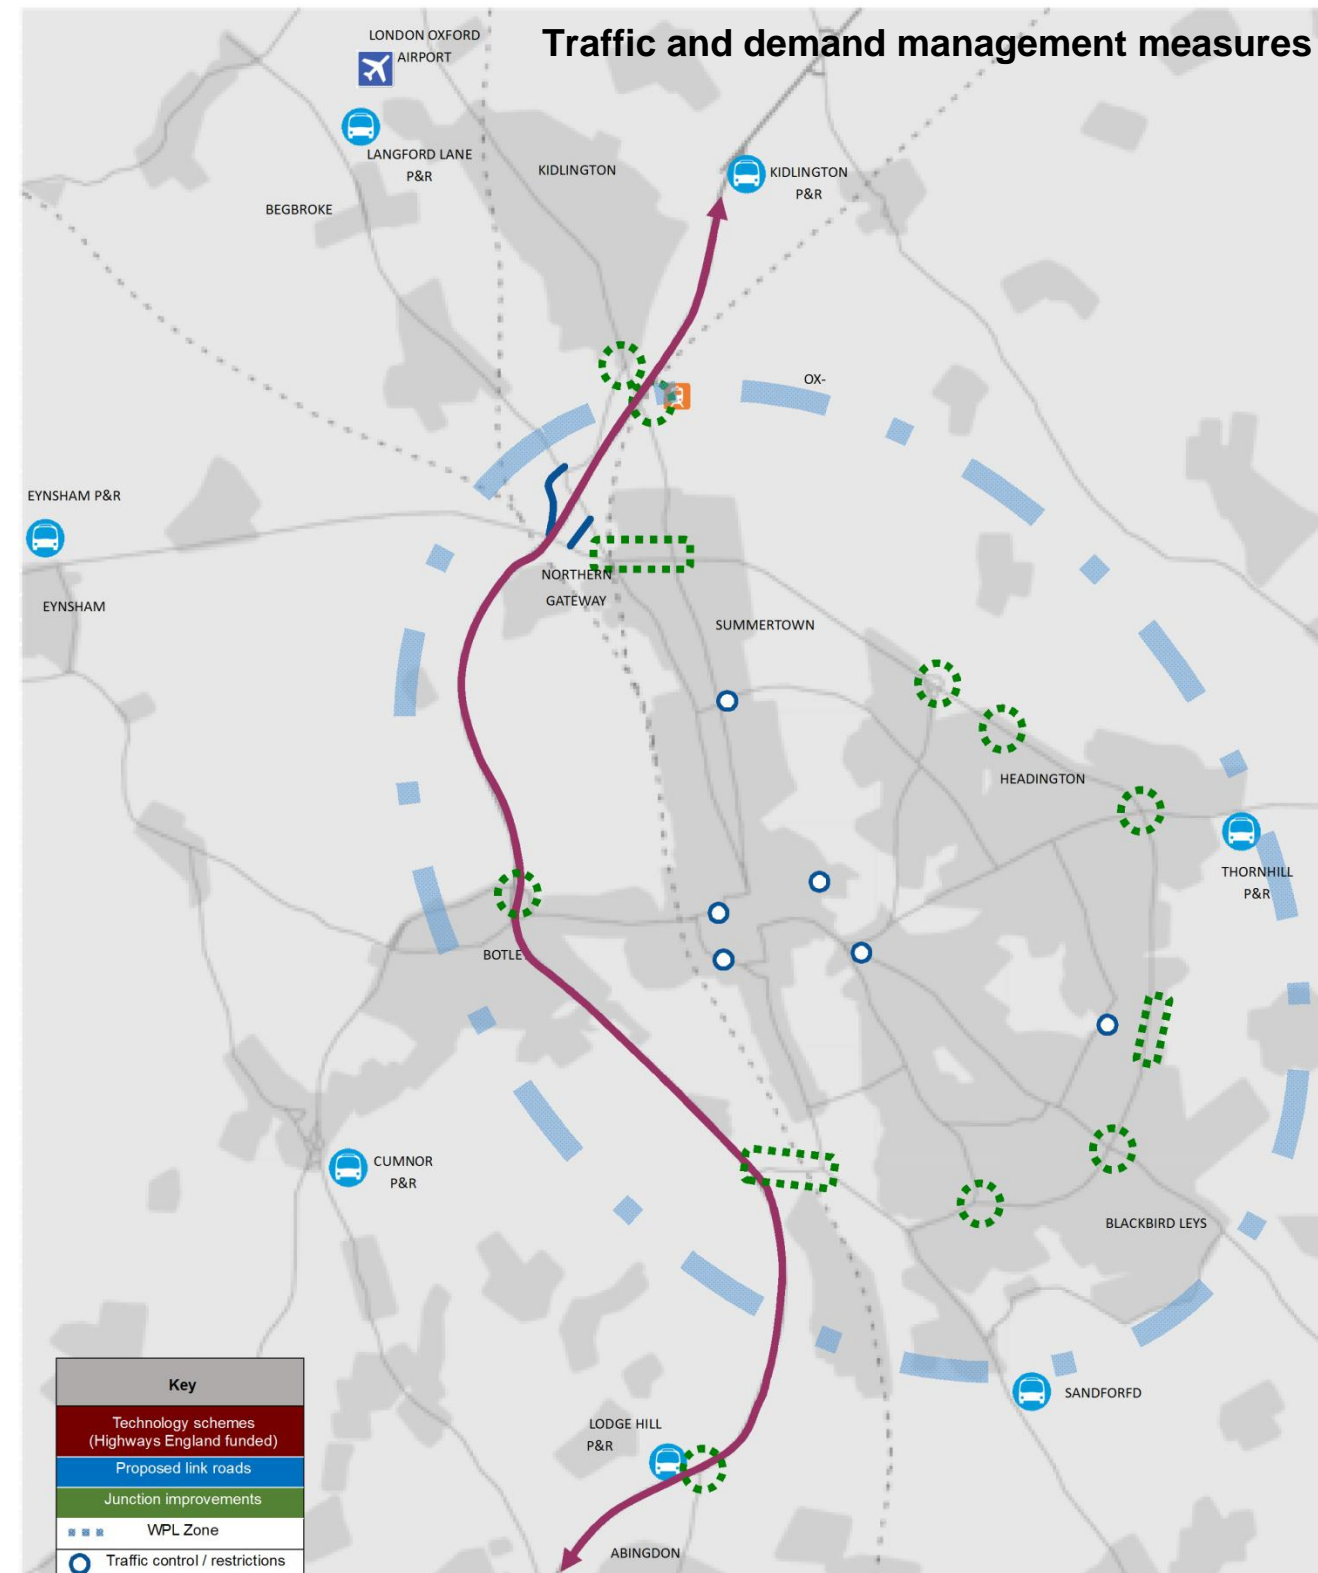 Traffic and demand management measures
LONDON OXFORD
AIRPORT
LANGFORD LANE
P&R
KIDLINGTON
KIDLINGTON
P&R
BEGBROKE
OX-
EYNSHAM P&R
EYNSHAM
NORTHERN
GATEWAY
SUMMERTOWN
HEADINGTON
THORNHILL
P&R
BOTLE
CUMNOR
P&R
BLACKBIRD LEYS
SANDFORFD
LODGE HILL
P&R
ABINGDON
Key
Technology schemes
(Highways England funded)
Proposed link roads
Junction improvements
WPL Zone
Traffic control / restrictions